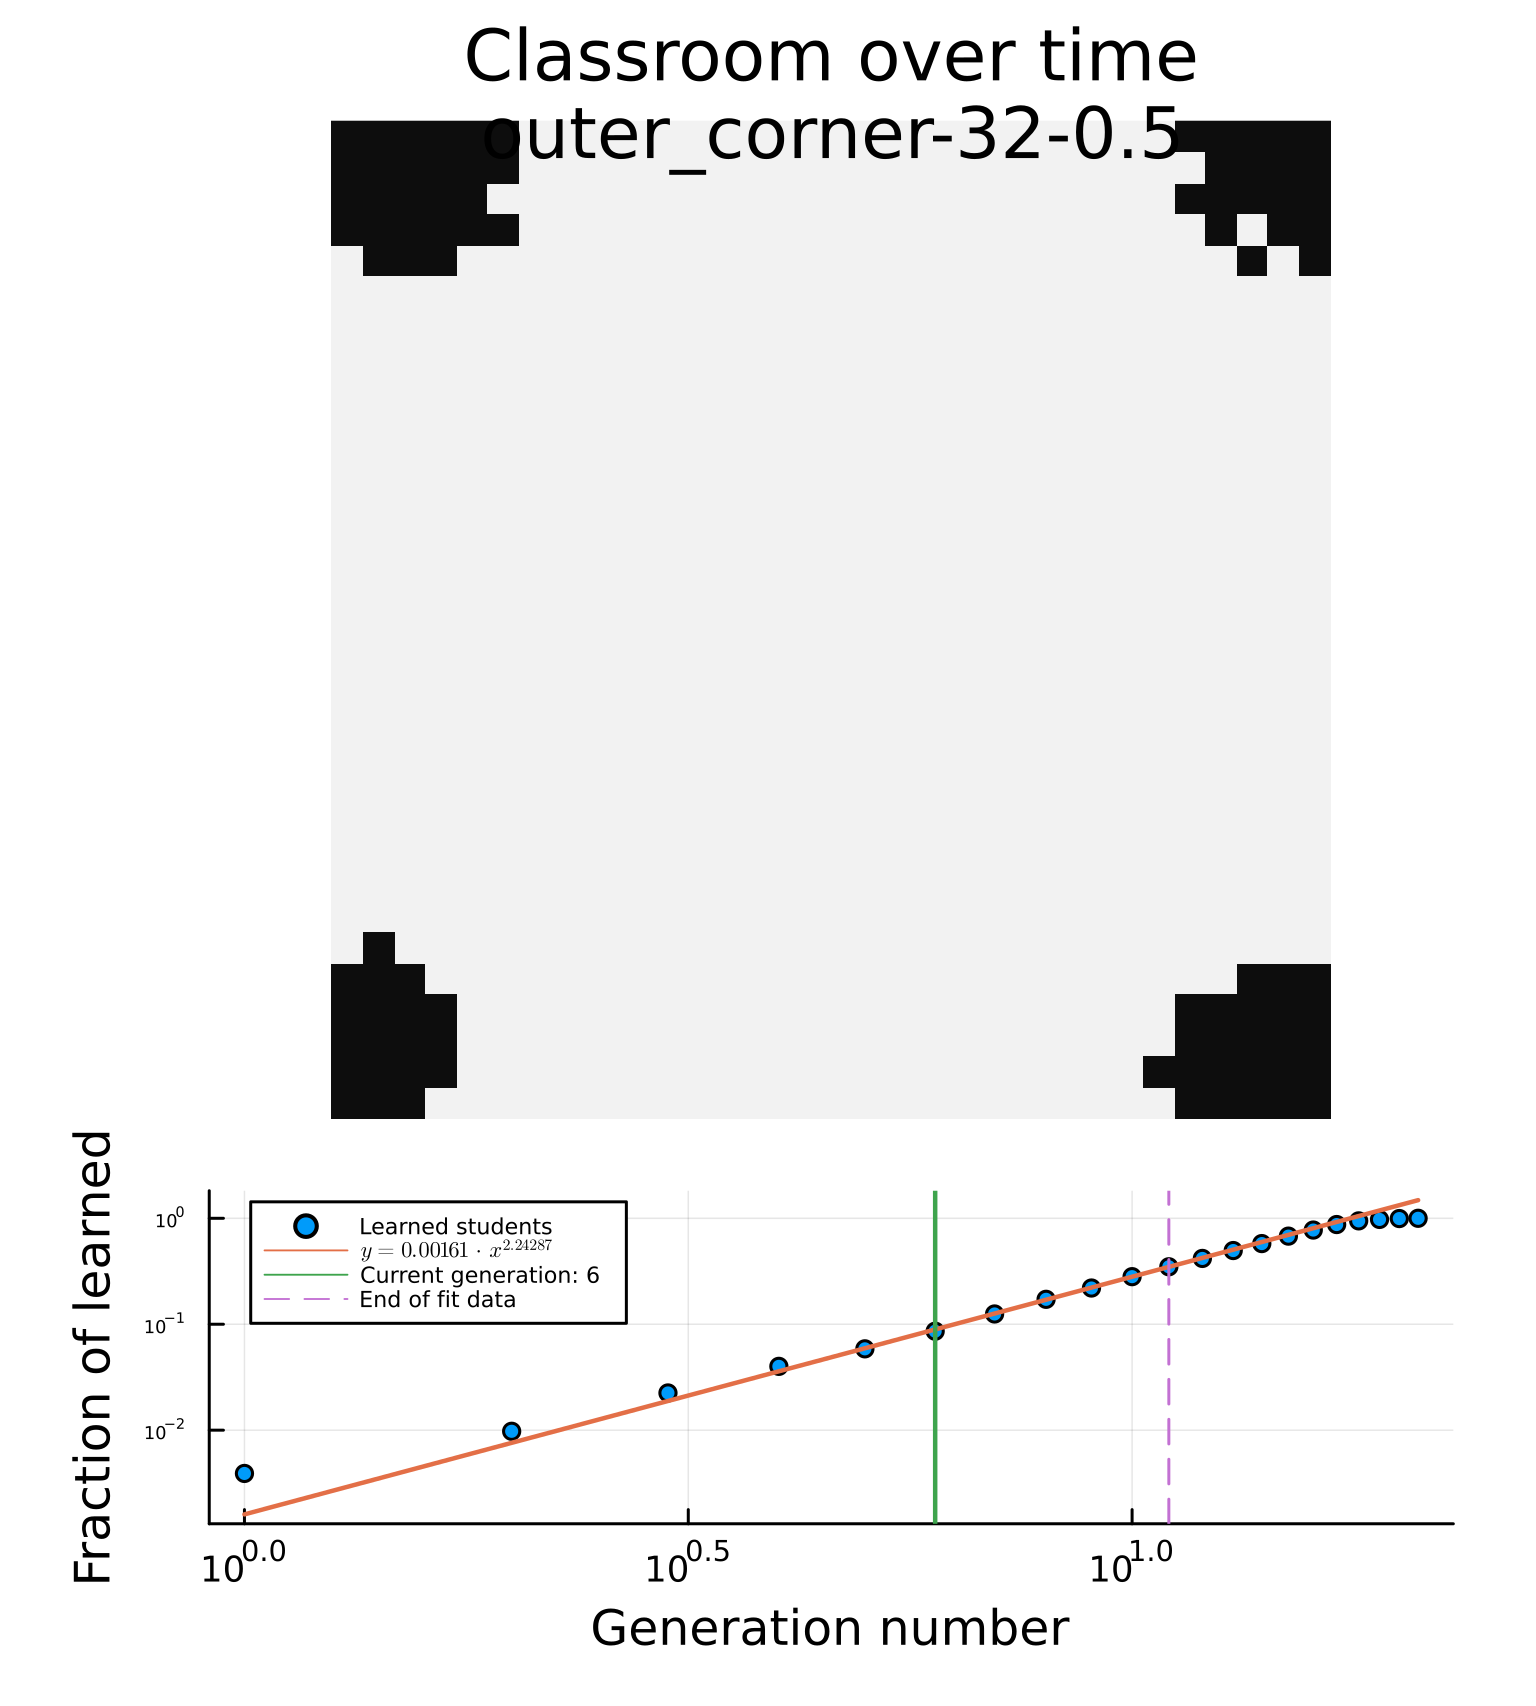 Classroom over time
outer_corner-32-0.5
Fraction of learned
10^0
10^-1
10^-2
Learned students
y = 0.00161 · x^2.24287
Current generation: 6
End of fit data
10^0.0
10^0.5
10^1.0
Generation number